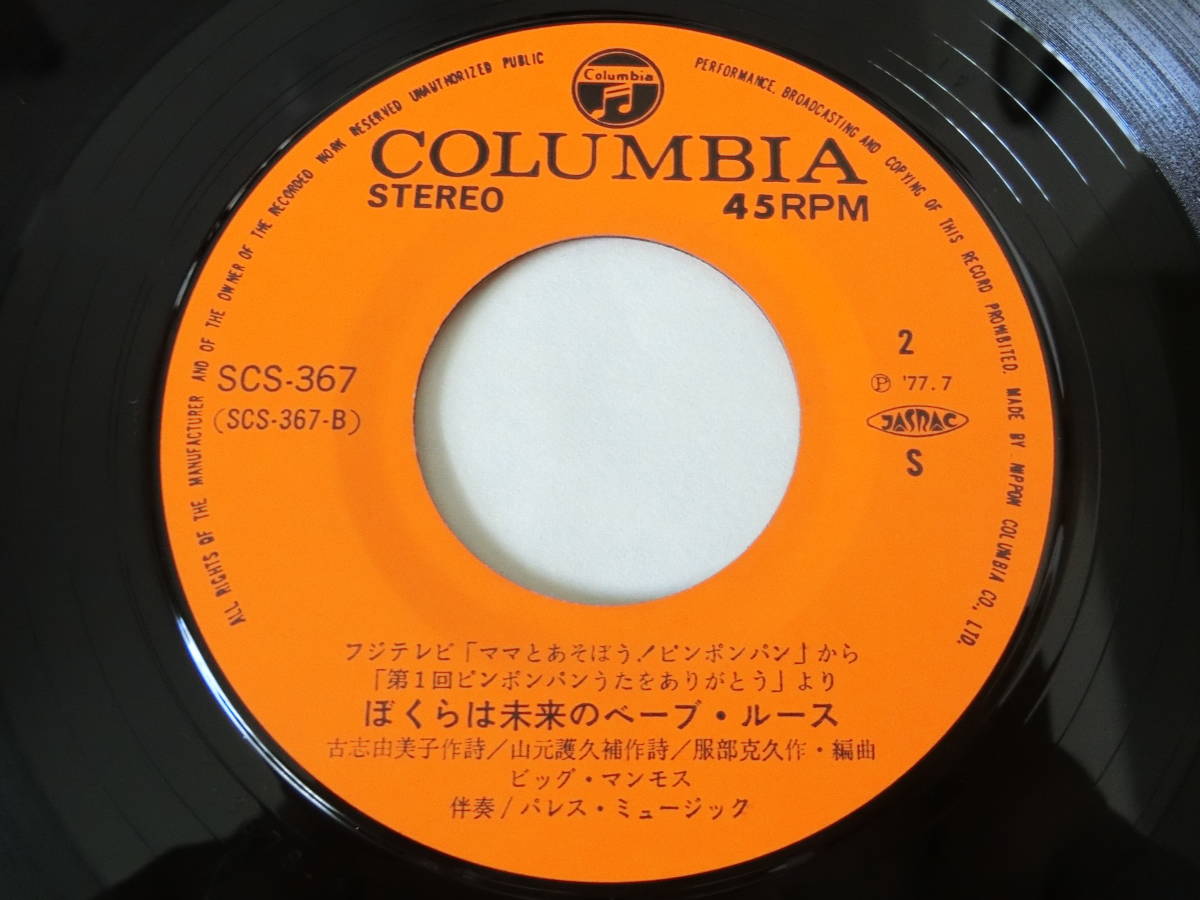 Columbia
COLUMBIA
STEREO
45RPM
ALL RIGHTS OF THE MANUFACTURER AND OF THE OWNER OF THE RECORDED WORK RESERVED UNAUTHORIZED PUBLIC PERFORMANCE, BROADCASTING AND COPYING OF THIS RECORD PROHIBITED. MADE BY NIPPON COLUMBIA CO., LTD.
SCS-367
(SCS-367-B)
2
Ⓟ '77.7
JASRAC
S
フジテレビ「ママとあそぼう!ピンポンパン」から
「第1回ピンポンパンうたをありがとう」より
ぼくらは未来のベーブ・ルース
古志由美子作詩/山元護久補作詩/服部克久作・編曲
ビッグ・マンモス
伴奏/パレス・ミュージック